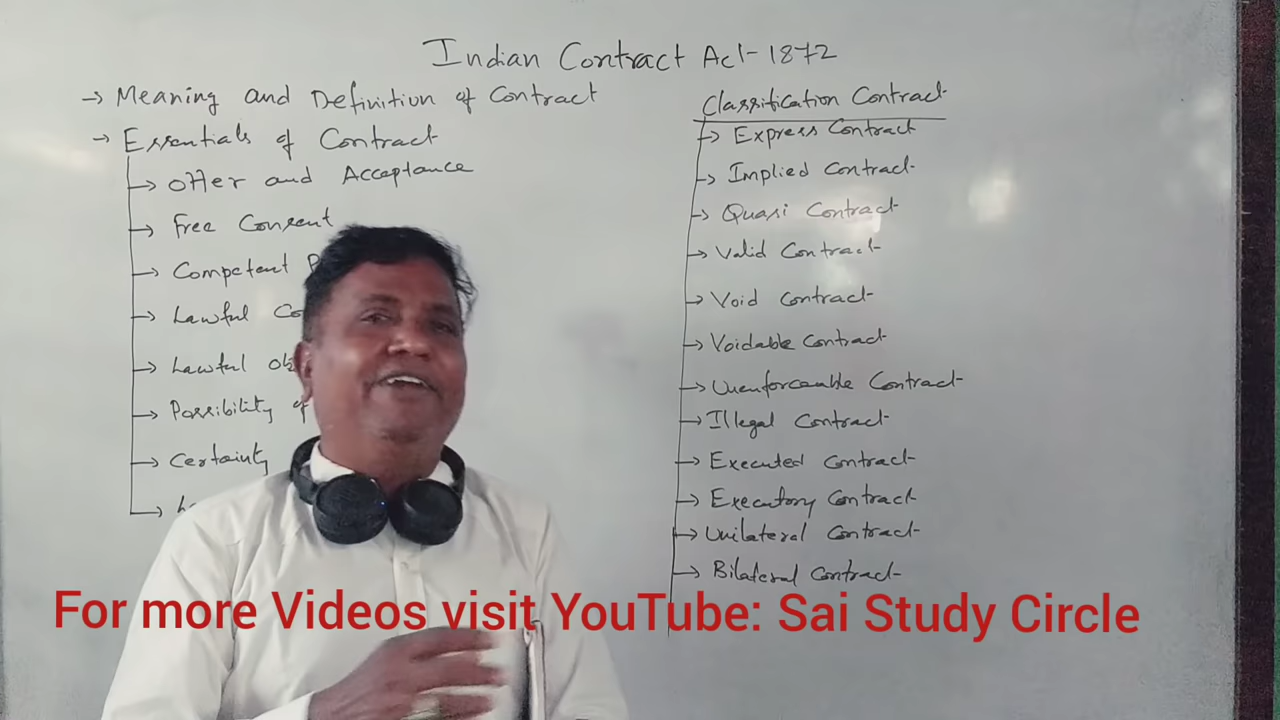 Indian Contract Act-1872
→ Meaning and Definition of Contract
→ Essentials of Contract
→ Offer and Acceptance
→ Free Consent
→ Competent
→ Lawful
→ Lawful
→ Possibility of
→ Certainty
Classification Contract
→ Express Contract
→ Implied Contract
→ Quasi Contract
→ Valid Contract
→ Void Contract
→ Voidable Contract
→ Unenforceable Contract
→ Illegal Contract
→ Executed Contract
→ Executory Contract
→ Unilateral Contract
→ Bilateral Contract
For more Videos visit YouTube: Sai Study Circle